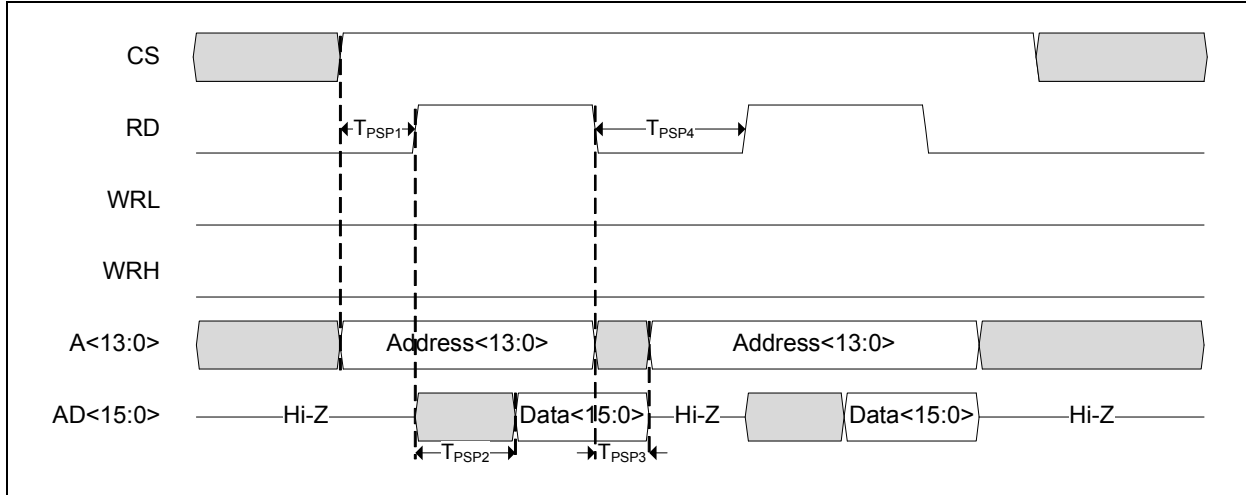 CS
RD
TPSP1
TPSP4
WRL
WRH
A<13:0>
Address<13:0>
Address<13:0>
AD<15:0>
Hi-Z
Data<15:0>
Hi-Z
Data<15:0>
Hi-Z
TPSP2
TPSP3